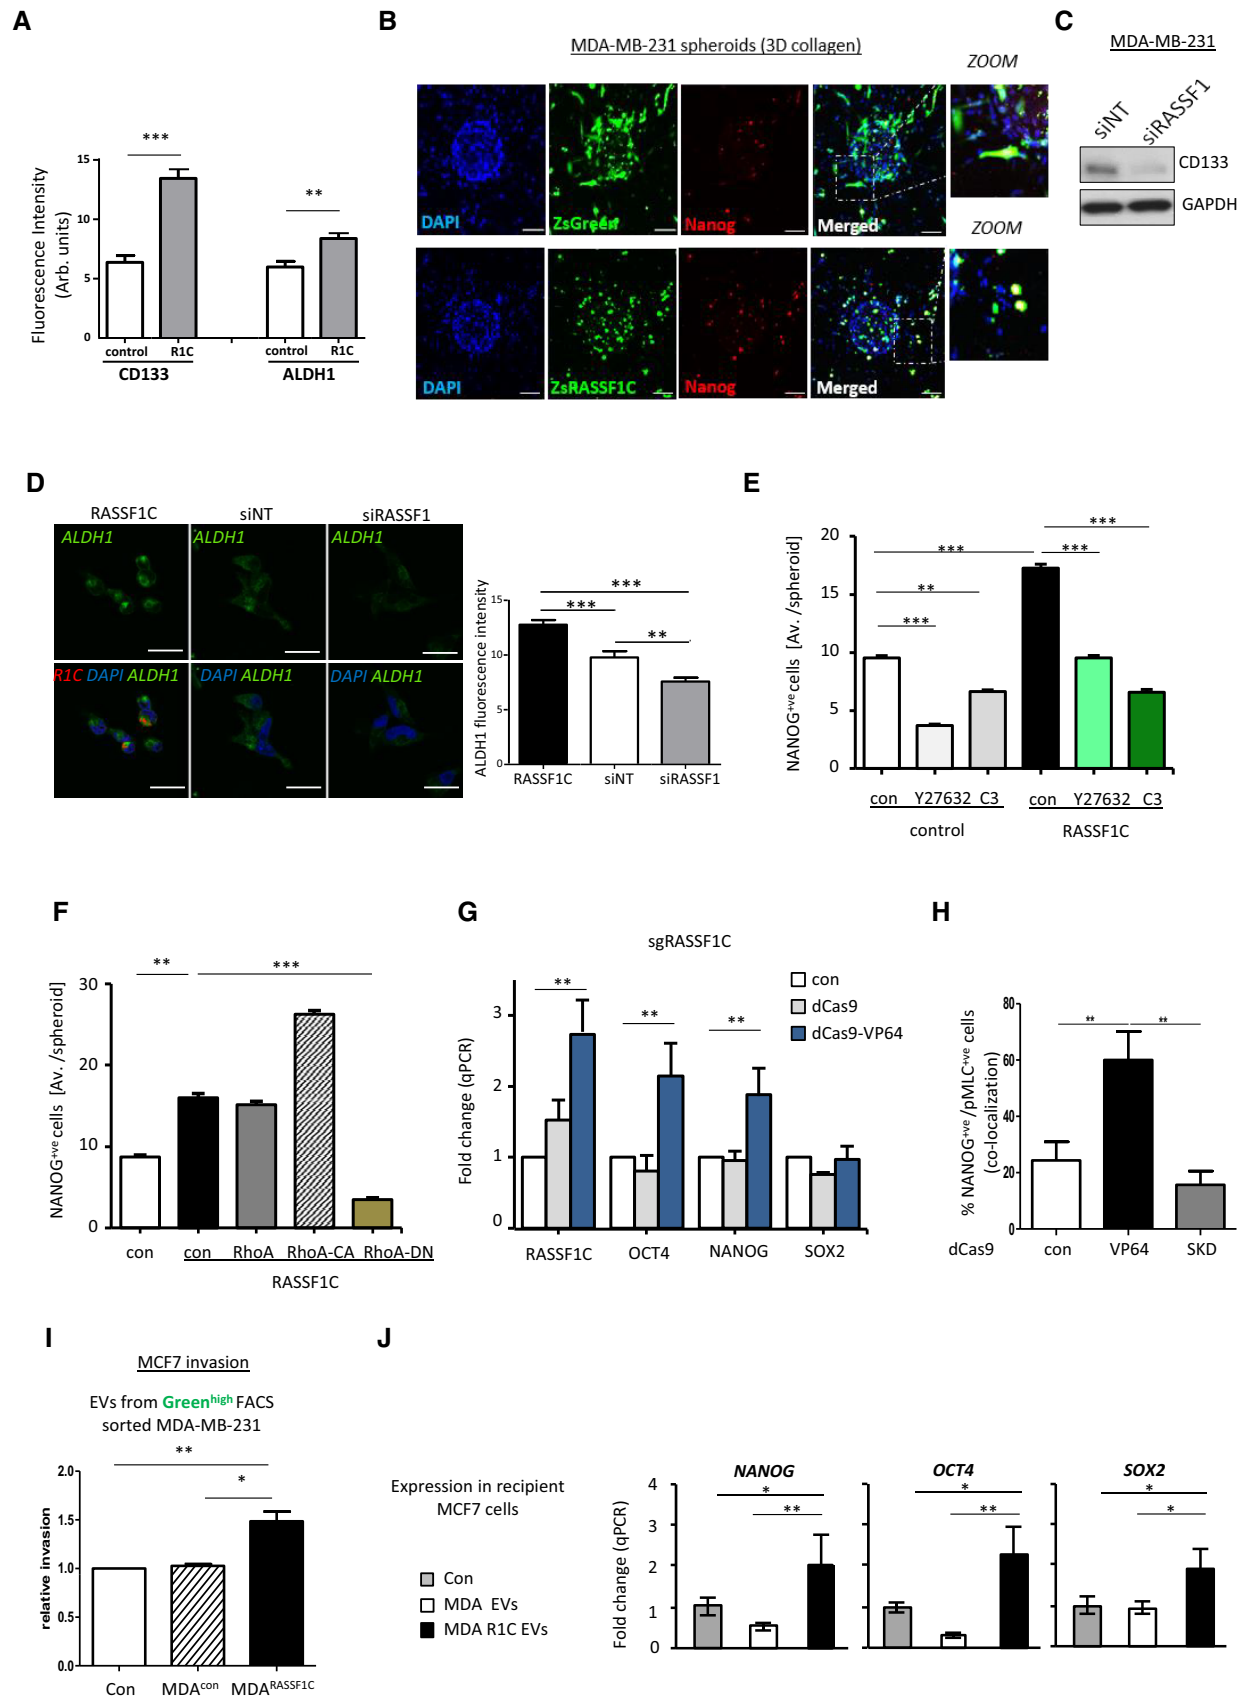 A
***
**
15
10
5
0
Fluorescence Intensity
(Arb. units)
control R1C control R1C
CD133 ALDH1
B
MDA-MB-231 spheroids (3D collagen)
ZOOM
DAPI ZsGreen Nanog Merged
ZOOM
DAPI ZsRASSF1C Nanog Merged
C
MDA-MB-231
siNT siRASSF1
CD133
GAPDH
D
RASSF1C siNT siRASSF1
ALDH1 ALDH1 ALDH1
R1C DAPI ALDH1 DAPI ALDH1 DAPI ALDH1
***
***
**
15
10
5
0
ALDH1 fluorescence intensity
RASSF1C siNT siRASSF1
E
***
*** ***
**
***
20
15
10
5
0
NANOG+ve cells [Av. /spheroid]
con Y27632 C3 con Y27632 C3
control RASSF1C
F
** ***
30
20
10
0
NANOG+ve cells [Av. /spheroid]
con con RhoA RhoA-CA RhoA-DN
RASSF1C
G
sgRASSF1C
con
dCas9
dCas9-VP64
** ** **
3
2
1
0
Fold change (qPCR)
RASSF1C OCT4 NANOG SOX2
H
** **
80
60
40
20
0
% NANOG+ve/pMLC+ve cells
(co-localization)
dCas9 con VP64 SKD
I
MCF7 invasion
EVs from Greenhigh FACS
sorted MDA-MB-231
**
*
2.0
1.5
1.0
0.5
0.0
relative invasion
Con MDAcon MDARASSF1C
J
Expression in recipient
MCF7 cells
Con
MDA EVs
MDA R1C EVs
NANOG OCT4 SOX2
* * *
** ** *
4
3
2
1
0
Fold change (qPCR)